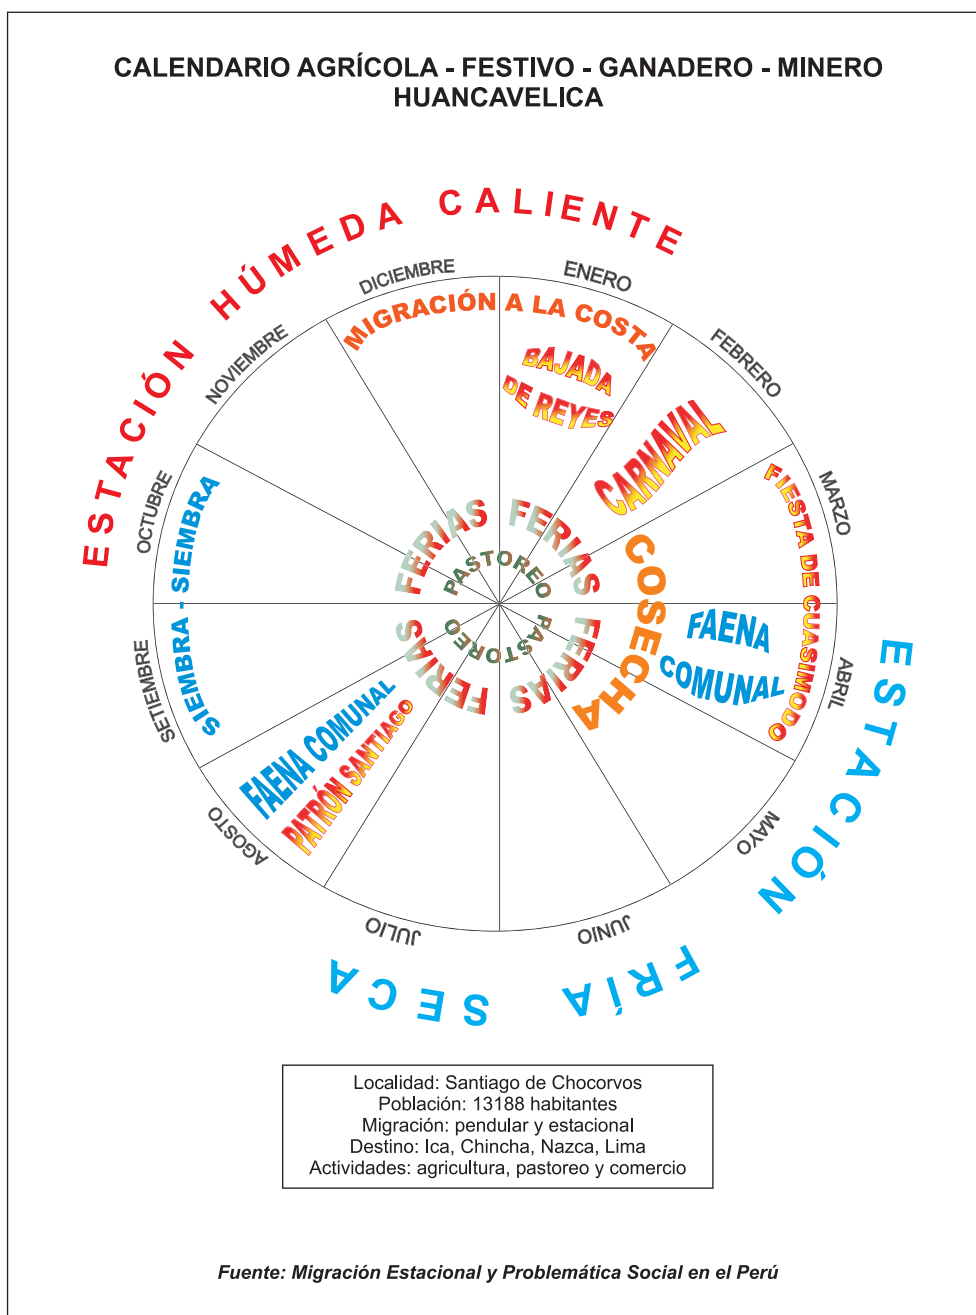 CALENDARIO AGRÍCOLA - FESTIVO - GANADERO - MINERO
HUANCAVELICA
ESTACIÓN HÚMEDA CALIENTE
DICIEMBRE
ENERO
NOVIEMBRE
FEBRERO
OCTUBRE
MARZO
SETIEMBRE
ABRIL
AGOSTO
MAYO
JULIO
JUNIO
MIGRACIÓN A LA COSTA
BAJADA
DE REYES
CARNAVAL
FIESTA DE CUASIMODO
SIEMBRA - SIEMBRA
FERIAS
FERIAS
PASTOREO
COSECHA
FAENA
COMUNAL
PASTOREO
FERIAS
FERIAS
FERIAS
FAENA COMUNAL
PATRÓN SANTIAGO
ESTACIÓN FRÍA SECA
Localidad: Santiago de Chocorvos
Población: 13188 habitantes
Migración: pendular y estacional
Destino: Ica, Chincha, Nazca, Lima
Actividades: agricultura, pastoreo y comercio
Fuente: Migración Estacional y Problemática Social en el Perú